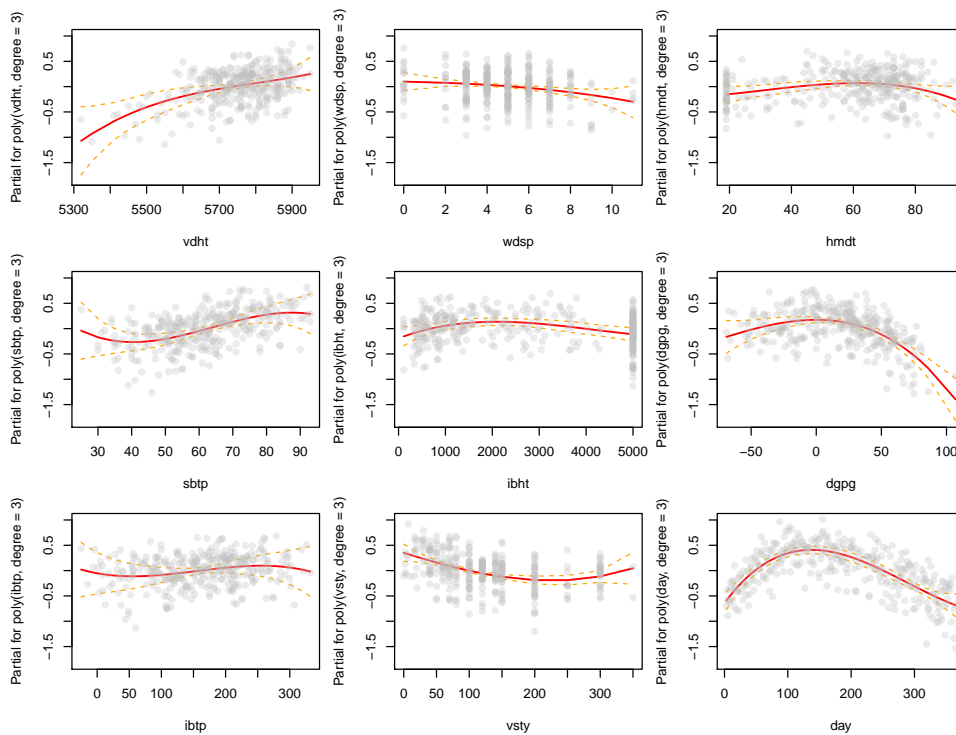 Partial for poly(vdht, degree = 3)
0.5
−0.5
−1.5
5300 5500 5700 5900
vdht
Partial for poly(wdsp, degree = 3)
0.5
−0.5
−1.5
0 2 4 6 8 10
wdsp
Partial for poly(hmdt, degree = 3)
0.5
−0.5
−1.5
20 40 60 80
hmdt
Partial for poly(sbtp, degree = 3)
0.5
−0.5
−1.5
30 40 50 60 70 80 90
sbtp
Partial for poly(ibht, degree = 3)
0.5
−0.5
−1.5
0 1000 2000 3000 4000 5000
ibht
Partial for poly(dgpg, degree = 3)
0.5
−0.5
−1.5
−50 0 50 100
dgpg
Partial for poly(ibtp, degree = 3)
0.5
−0.5
−1.5
0 50 100 200 300
ibtp
Partial for poly(vsty, degree = 3)
0.5
−0.5
−1.5
0 50 100 200 300
vsty
Partial for poly(day, degree = 3)
0.5
−0.5
−1.5
0 100 200 300
day